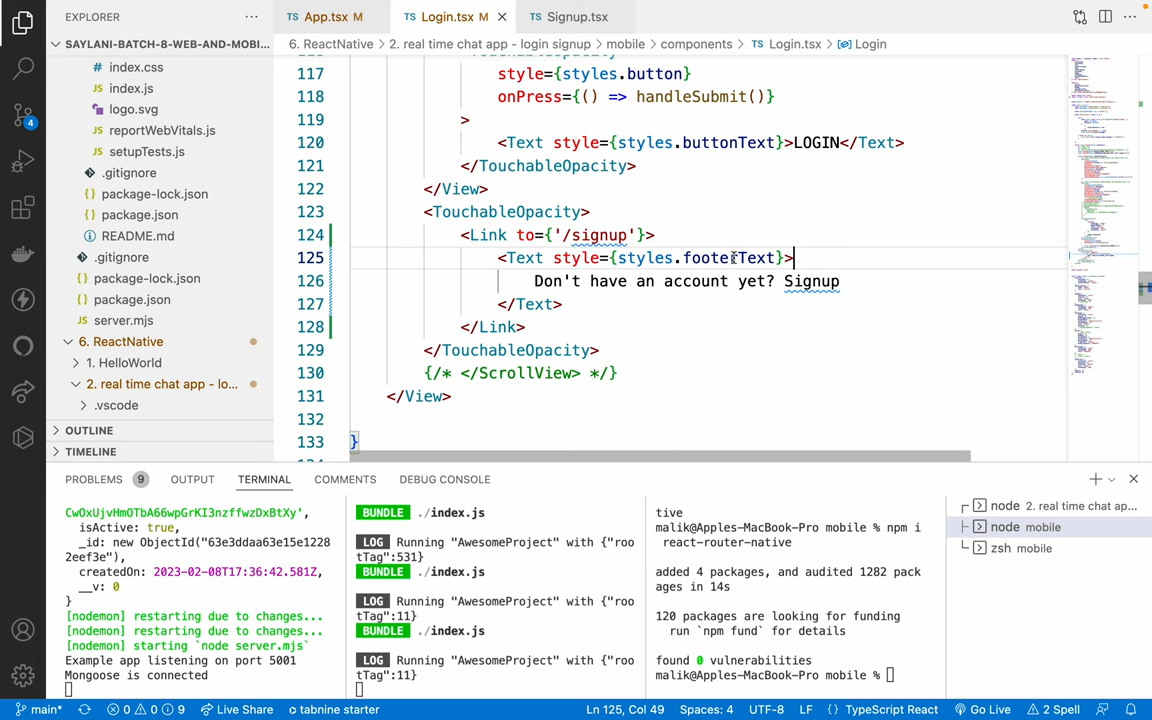 EXPLORER
SAYLANI-BATCH-8-WEB-AND-MOBI...
# index.css
JS index.js
logo.svg
JS reportWebVitals.js
JS setupTests.js
.gitignore
{} package-lock.json
{} package.json
README.md
.gitignore
{} package-lock.json
{} package.json
JS server.mjs
6. ReactNative
1. HelloWorld
2. real time chat app - lo...
.vscode
OUTLINE
TIMELINE
4
TS App.tsx M
TS Login.tsx M
TS Signup.tsx
6. ReactNative > 2. real time chat app - login signup > mobile > components > TS Login.tsx > Login
117 style={styles.button}
118 onPress={() => handleSubmit()}
119 >
120 <Text style={styles.buttonText}>LOGIN</Text>
121 </TouchableOpacity>
122 </View>
123 <TouchableOpacity>
124 <Link to={'/signup'}>
125 <Text style={styles.footerText}>
126 Don't have an account yet? Signup
127 </Text>
128 </Link>
129 </TouchableOpacity>
130 {/* </ScrollView> */}
131 </View>
132
133 }
PROBLEMS 9 OUTPUT TERMINAL COMMENTS DEBUG CONSOLE
CwOxUjvHmOTbA66wpGrKI3nzffwzDxBtXy',
isActive: true,
_id: new ObjectId("63e3ddaa63e15e1228
2eef3e"),
createdOn: 2023-02-08T17:36:42.581Z,
__v: 0
}
[nodemon] restarting due to changes...
[nodemon] restarting due to changes...
[nodemon] starting `node server.mjs`
Example app listening on port 5001
Mongoose is connected
BUNDLE ./index.js
LOG Running "AwesomeProject" with {"roo
tTag":531}
BUNDLE ./index.js
LOG Running "AwesomeProject" with {"roo
tTag":11}
BUNDLE ./index.js
LOG Running "AwesomeProject" with {"roo
tTag":11}
tive
malik@Apples-MacBook-Pro mobile % npm i
react-router-native
added 4 packages, and audited 1282 pack
ages in 14s
120 packages are looking for funding
run `npm fund` for details
found 0 vulnerabilities
malik@Apples-MacBook-Pro mobile %
node 2. real time chat ap...
node mobile
zsh mobile
main* 0 0 9 Live Share tabnine starter Ln 125, Col 49 Spaces: 4 UTF-8 LF {} TypeScript React Go Live 2 Spell